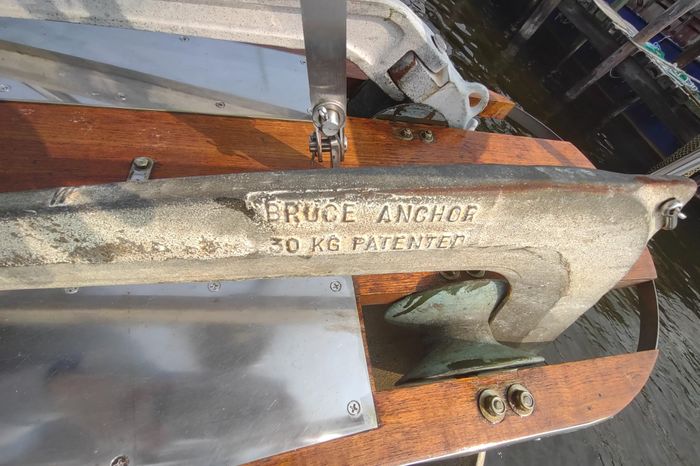 BRUCE ANCHOR
30 KG PATENTED